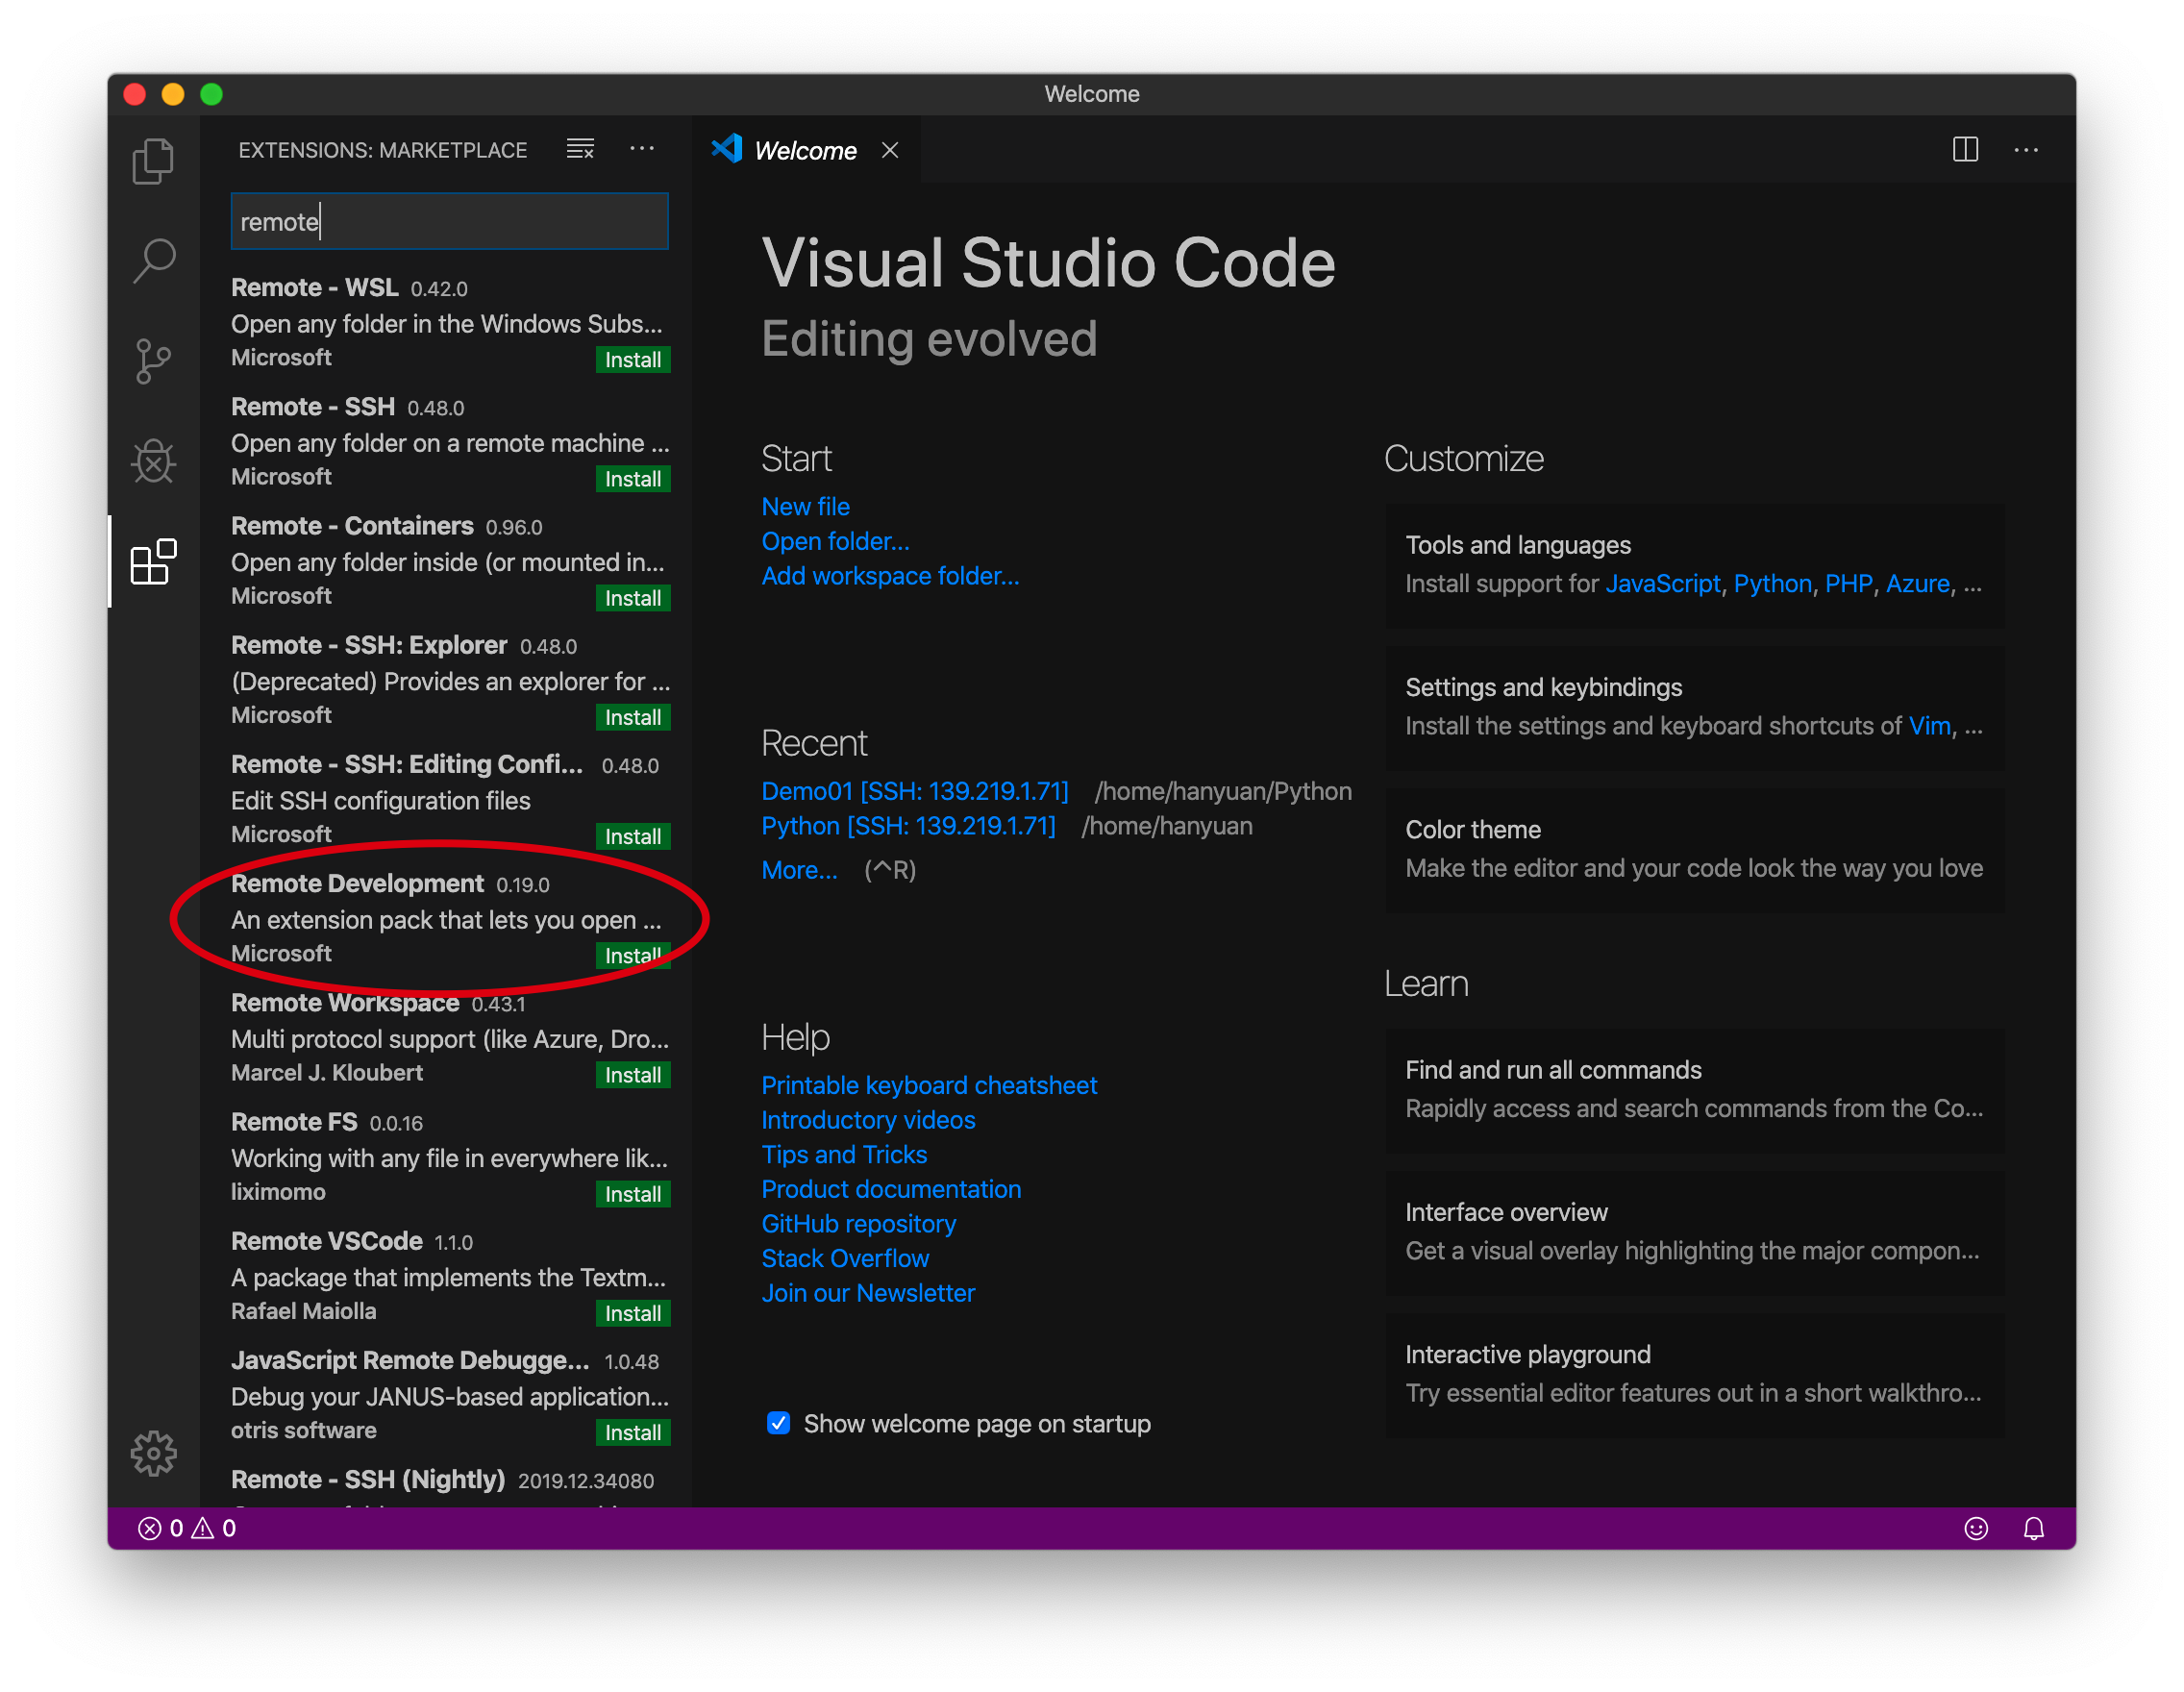 Welcome
EXTENSIONS: MARKETPLACE
remote
Remote - WSL 0.42.0
Open any folder in the Windows Subs...
Microsoft Install
Remote - SSH 0.48.0
Open any folder on a remote machine ...
Microsoft Install
Remote - Containers 0.96.0
Open any folder inside (or mounted in...
Microsoft Install
Remote - SSH: Explorer 0.48.0
(Deprecated) Provides an explorer for ...
Microsoft Install
Remote - SSH: Editing Confi... 0.48.0
Edit SSH configuration files
Microsoft Install
Remote Development 0.19.0
An extension pack that lets you open ...
Microsoft Install
Remote Workspace 0.43.1
Multi protocol support (like Azure, Dro...
Marcel J. Kloubert Install
Remote FS 0.0.16
Working with any file in everywhere lik...
liximomo Install
Remote VSCode 1.1.0
A package that implements the Textm...
Rafael Maiolla Install
JavaScript Remote Debugge... 1.0.48
Debug your JANUS-based application...
otris software Install
Remote - SSH (Nightly) 2019.12.34080
Welcome
Visual Studio Code
Editing evolved
Start
New file
Open folder...
Add workspace folder...
Recent
Demo01 [SSH: 139.219.1.71] /home/hanyuan/Python
Python [SSH: 139.219.1.71] /home/hanyuan
More... (^R)
Help
Printable keyboard cheatsheet
Introductory videos
Tips and Tricks
Product documentation
GitHub repository
Stack Overflow
Join our Newsletter
Show welcome page on startup
Customize
Tools and languages
Install support for JavaScript, Python, PHP, Azure, ...
Settings and keybindings
Install the settings and keyboard shortcuts of Vim, ...
Color theme
Make the editor and your code look the way you love
Learn
Find and run all commands
Rapidly access and search commands from the Co...
Interface overview
Get a visual overlay highlighting the major compon...
Interactive playground
Try essential editor features out in a short walkthro...
0 0